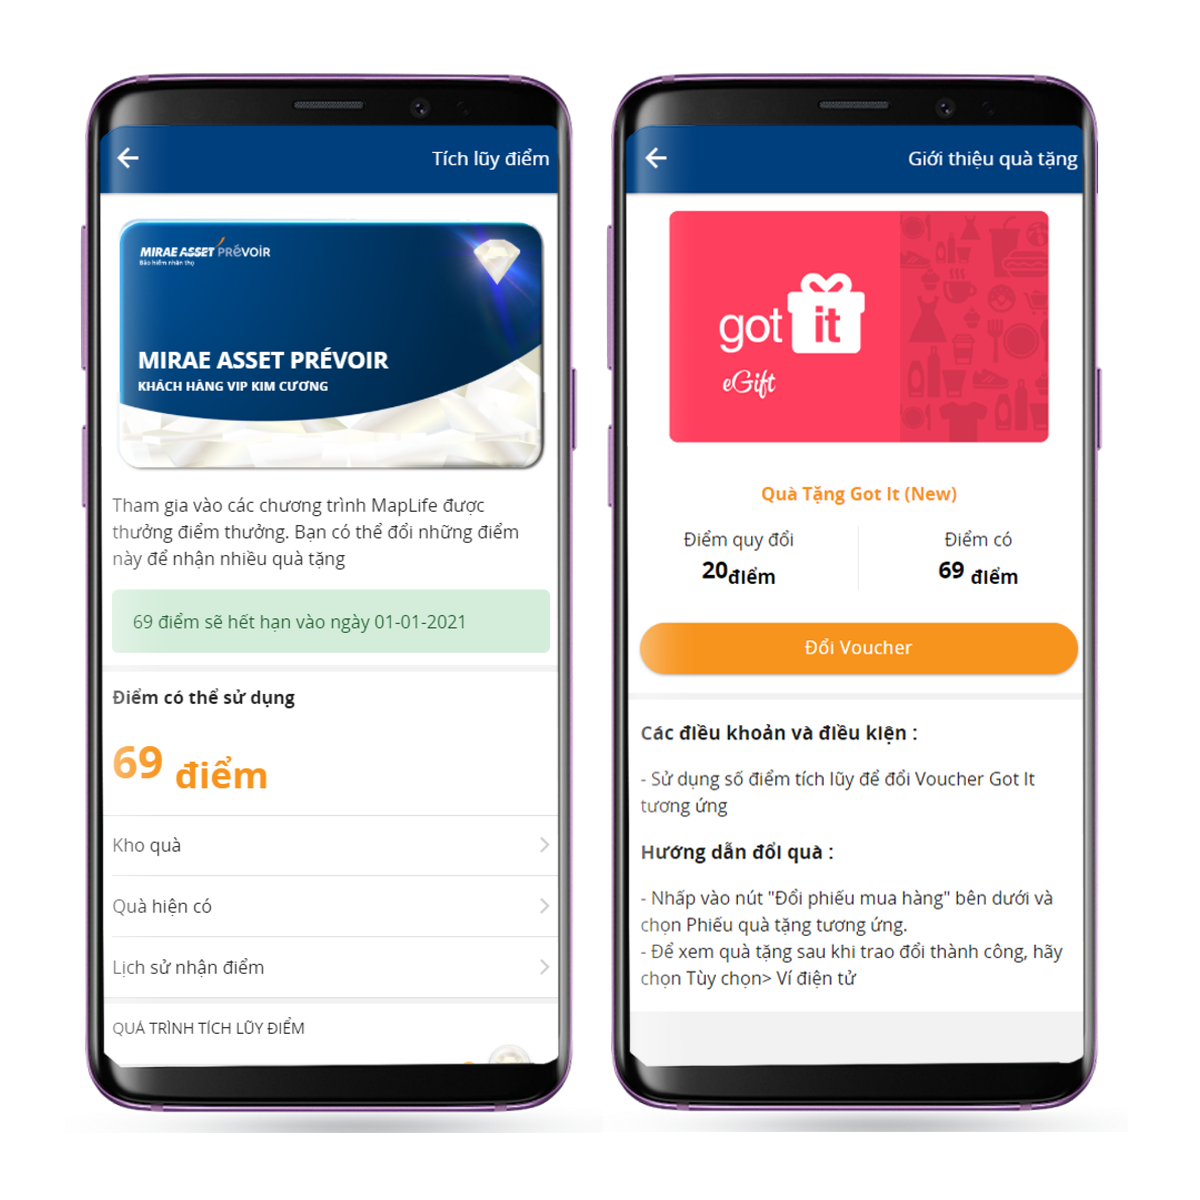 Tích lũy điểm
MIRAE ASSET PRÉVOIR
Bảo hiểm nhân thọ
MIRAE ASSET PRÉVOIR
KHÁCH HÀNG VIP KIM CƯƠNG
Tham gia vào các chương trình MapLife được
thưởng điểm thưởng. Bạn có thể đổi những điểm
này để nhận nhiều quà tặng
69 điểm sẽ hết hạn vào ngày 01-01-2021
Điểm có thể sử dụng
69 điểm
Kho quà
Quà hiện có
Lịch sử nhận điểm
QUÁ TRÌNH TÍCH LŨY ĐIỂM
Giới thiệu quà tặng
got it
eGift
Quà Tặng Got It (New)
Điểm quy đổi
20điểm
Điểm có
69 điểm
Đổi Voucher
Các điều khoản và điều kiện :
- Sử dụng số điểm tích lũy để đổi Voucher Got It
tương ứng
Hướng dẫn đổi quà :
- Nhấp vào nút "Đổi phiếu mua hàng" bên dưới và
chọn Phiếu quà tặng tương ứng.
- Để xem quà tặng sau khi trao đổi thành công, hãy
chọn Tùy chọn> Ví điện tử